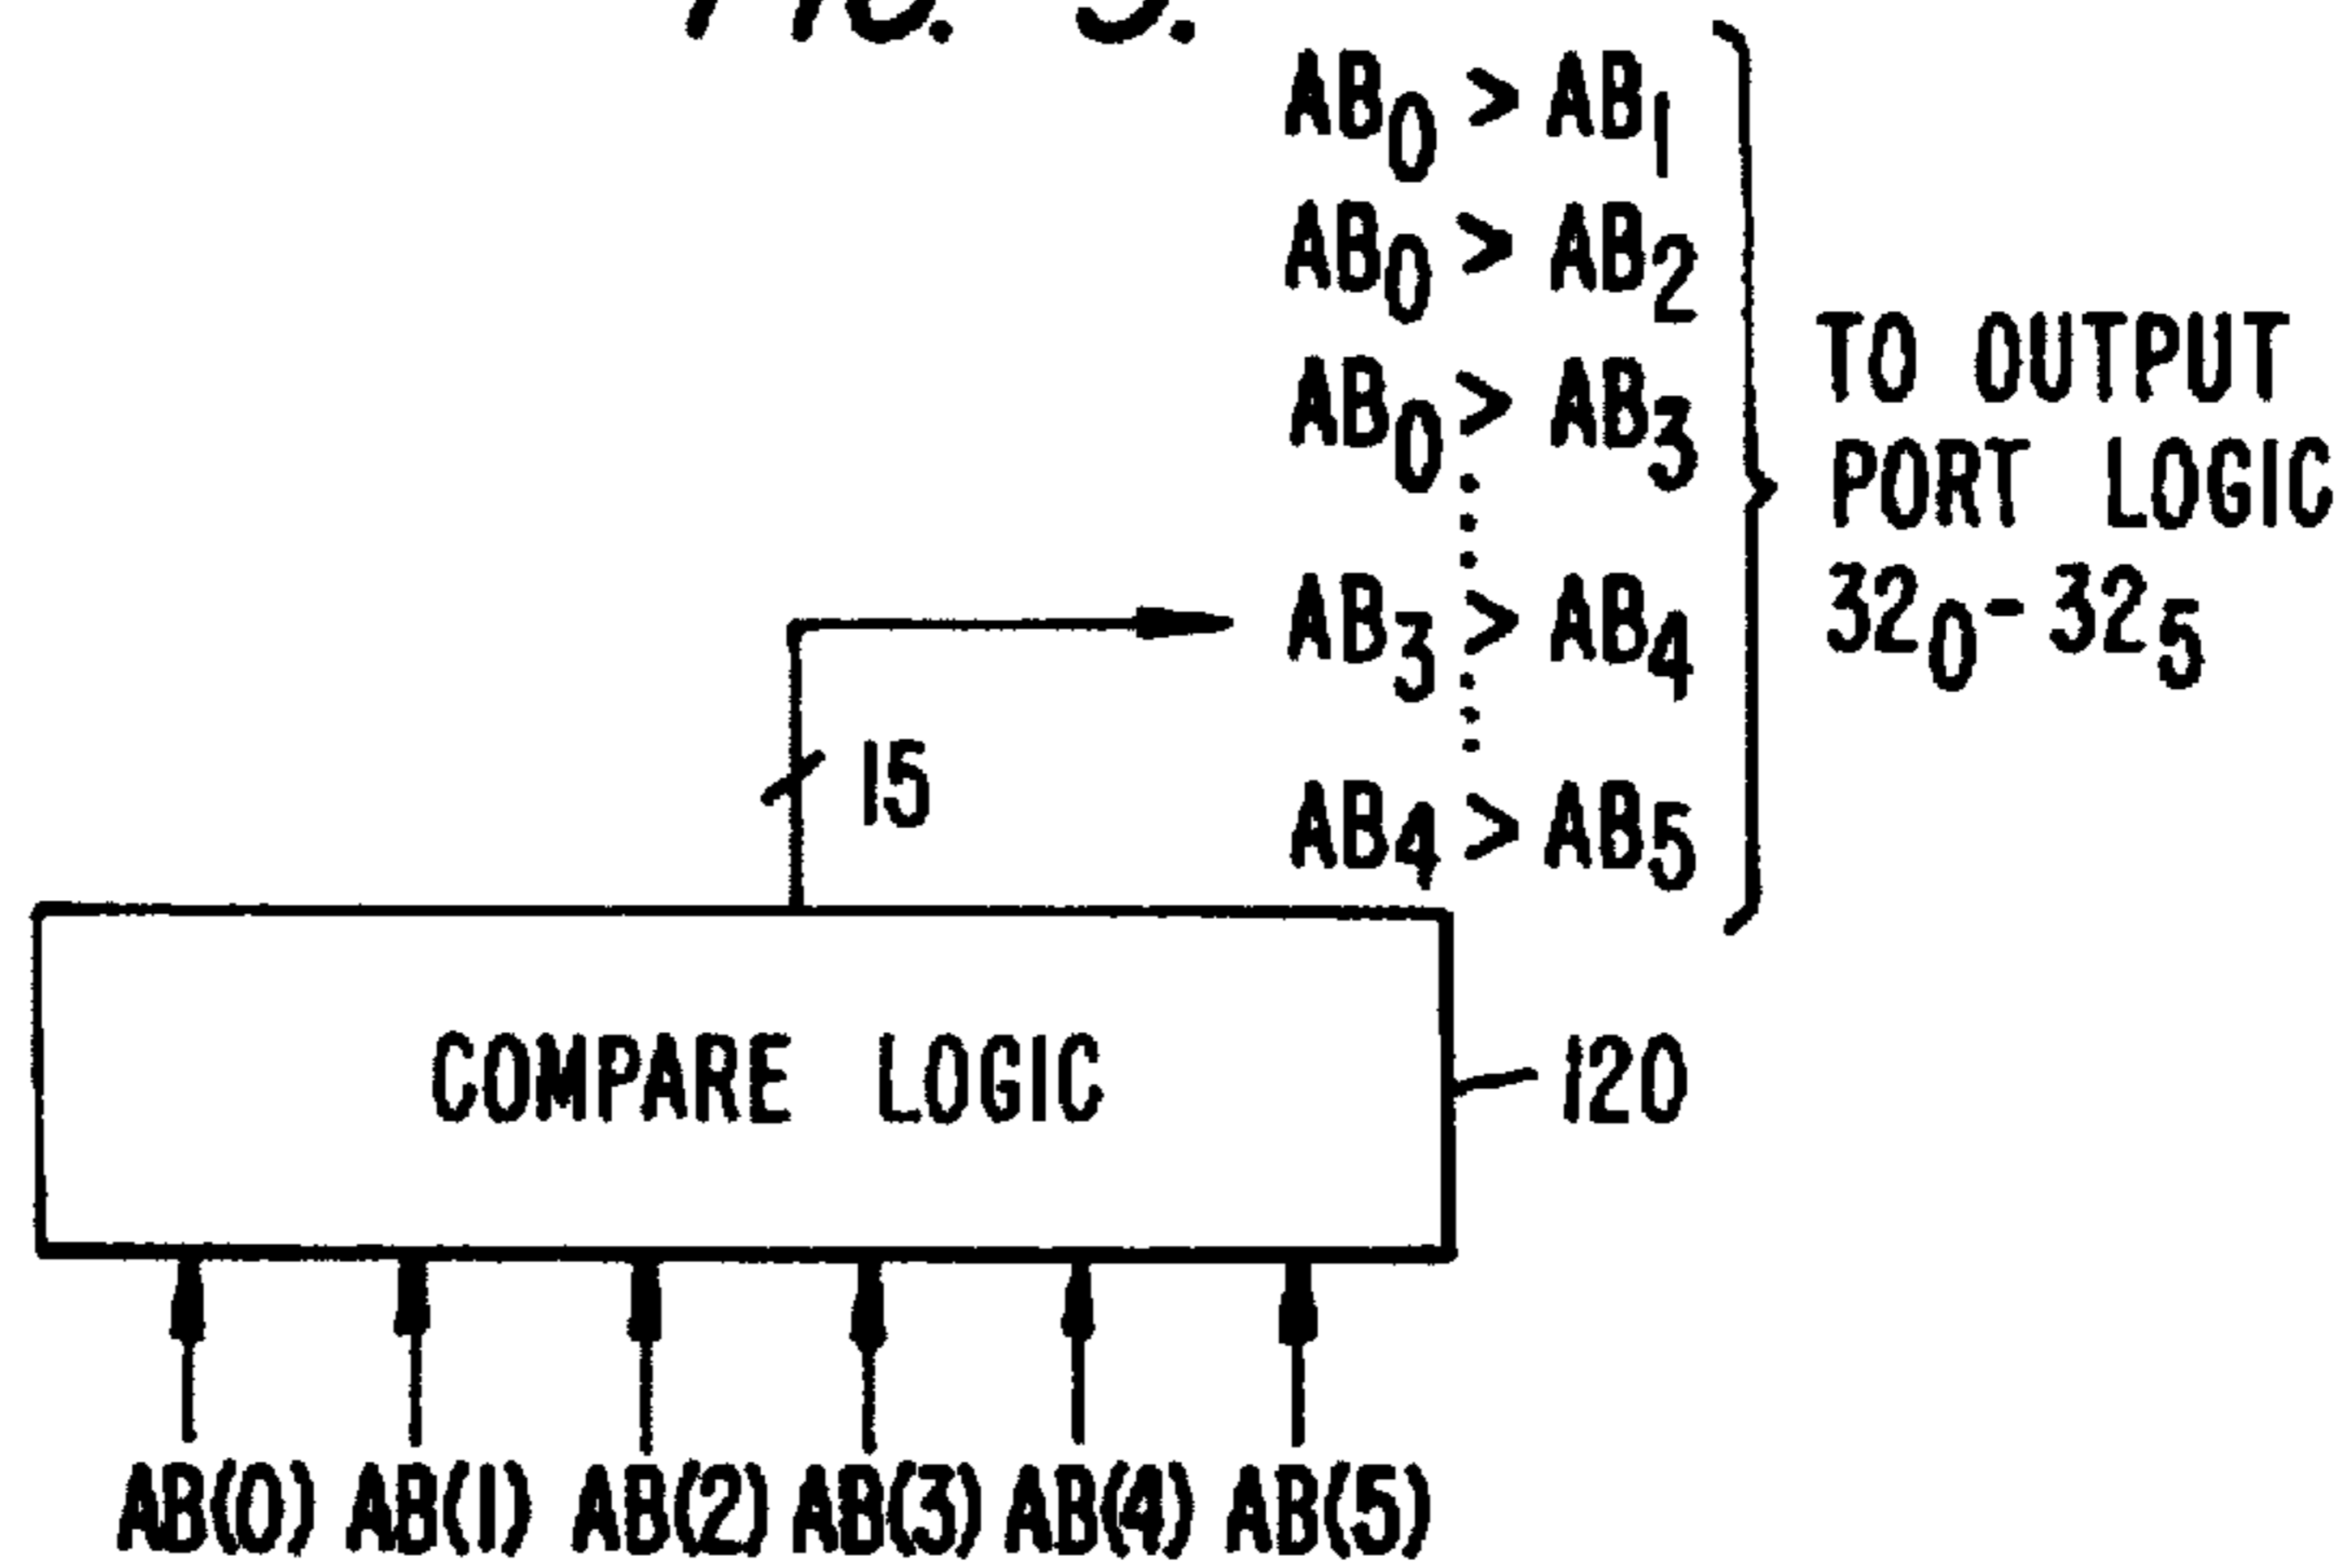 AB0 > AB1
AB0 > AB2
AB0 > AB3
AB3 > AB4
AB4 > AB5
TO OUTPUT
PORT LOGIC
320 - 325
15
COMPARE LOGIC
120
AB(0) AB(1) AB(2) AB(3) AB(4) AB(5)